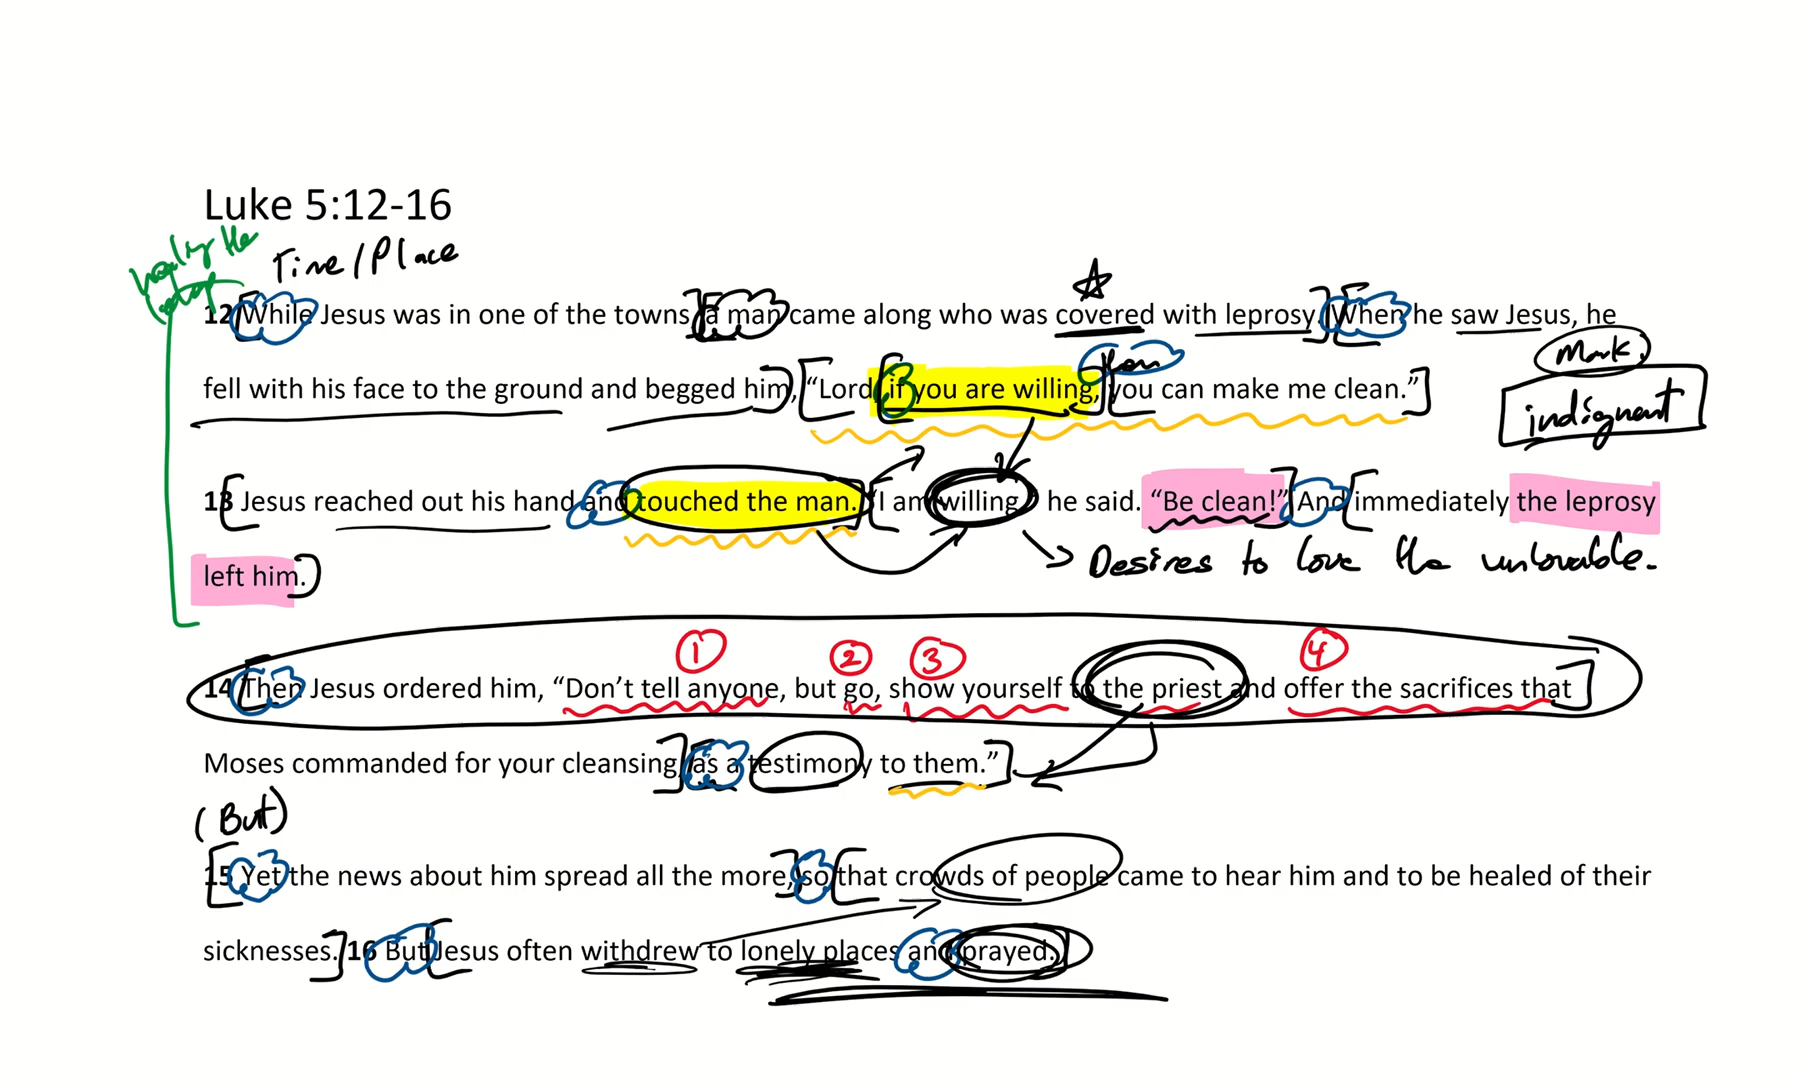 Luke 5:12-16
healing the
Time/Place
12 While Jesus was in one of the towns, a man came along who was covered with leprosy. When he saw Jesus, he
then
Mark
fell with his face to the ground and begged him, “Lord, if you are willing, you can make me clean.”
indignant
13 Jesus reached out his hand and touched the man. “I am willing,” he said. “Be clean!” And immediately the leprosy
Desires to love the unlovable.
left him.
1 2 3 4
14 Then Jesus ordered him, “Don’t tell anyone, but go, show yourself to the priest and offer the sacrifices that
Moses commanded for your cleansing, as a testimony to them.”
(But)
15 Yet the news about him spread all the more, so that crowds of people came to hear him and to be healed of their
sicknesses. 16 But Jesus often withdrew to lonely places and prayed.